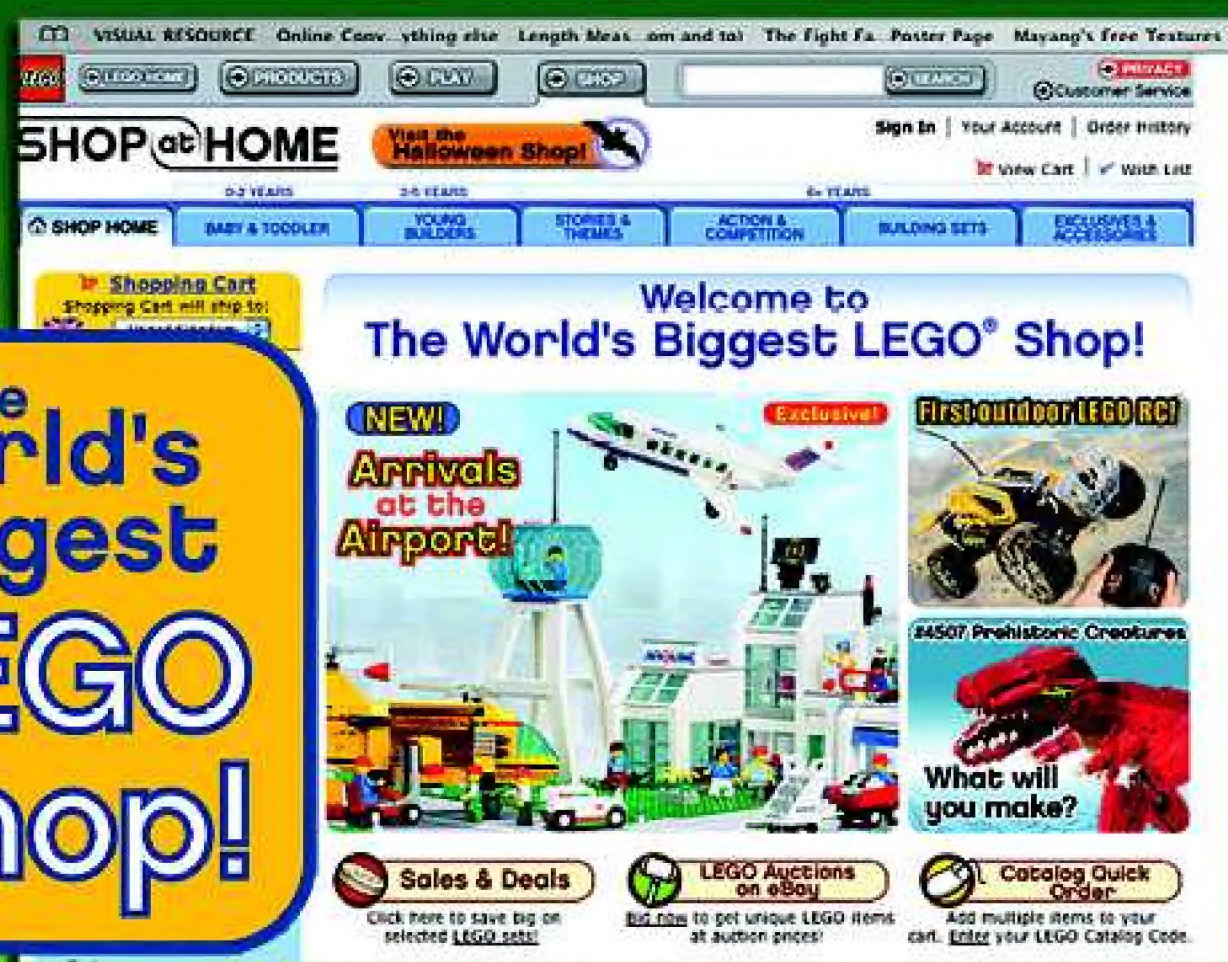 VISUAL RESOURCE Online Conv...ything else Length Meas...om and to) The Fight Fa Poster Page Mayang's Free Textures
LEGO LEGO HOME PRODUCTS PLAY SHOP SEARCH PRIVACY
Customer Service
SHOP at HOME
Visit the
Halloween Shop!
Sign In | Your Account | Order History
View Cart | Wish List
0-2 YEARS 3-5 YEARS 6+ YEARS
SHOP HOME
BABY & TODDLER
YOUNG
BUILDERS
STORIES &
THEMES
ACTION &
COMPETITION
BUILDING SETS
EXCLUSIVES &
ACCESSORIES
Shopping Cart
Shopping Cart will ship to:
Welcome to
The World's Biggest LEGO® Shop!
e
rld's
gest
EGO
hop!
NEW!
Arrivals
at the
Airport!
Exclusive!
First outdoor LEGO RC!
#4507 Prehistoric Creatures
What will
you make?
Sales & Deals
Click here to save big on
selected LEGO sets!
LEGO Auctions
on eBay
Bid now to get unique LEGO items
at auction prices!
Catalog Quick
Order
Add multiple items to your
cart. Enter your LEGO Catalog Code.